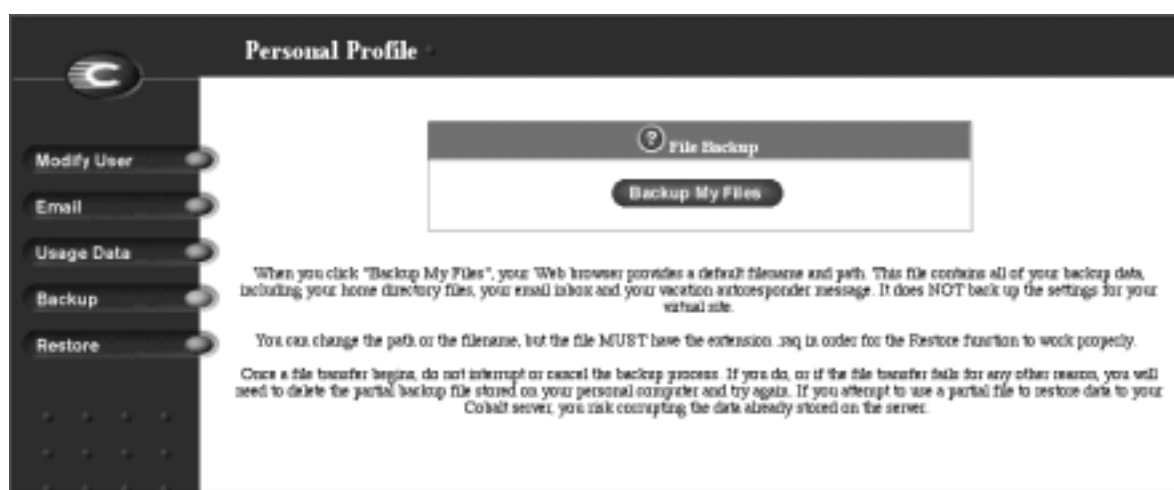 Personal Profile
C
Modify User
Email
Usage Data
Backup
Restore
? File Backup
Backup My Files
When you click "Backup My Files", your Web browser provides a default filename and path. This file contains all of your backup data,
including your home directory files, your email inbox and your vacation autoresponder message. It does NOT back up the settings for your
virtual site.
You can change the path or the filename, but the file MUST have the extension .raq in order for the Restore function to work properly.
Once a file transfer begins, do not interrupt or cancel the backup process. If you do, or if the file transfer fails for any other reason, you will
need to delete the partial backup file stored on your personal computer and try again. If you attempt to use a partial file to restore data to your
Cobalt server, you risk corrupting the data already stored on the server.